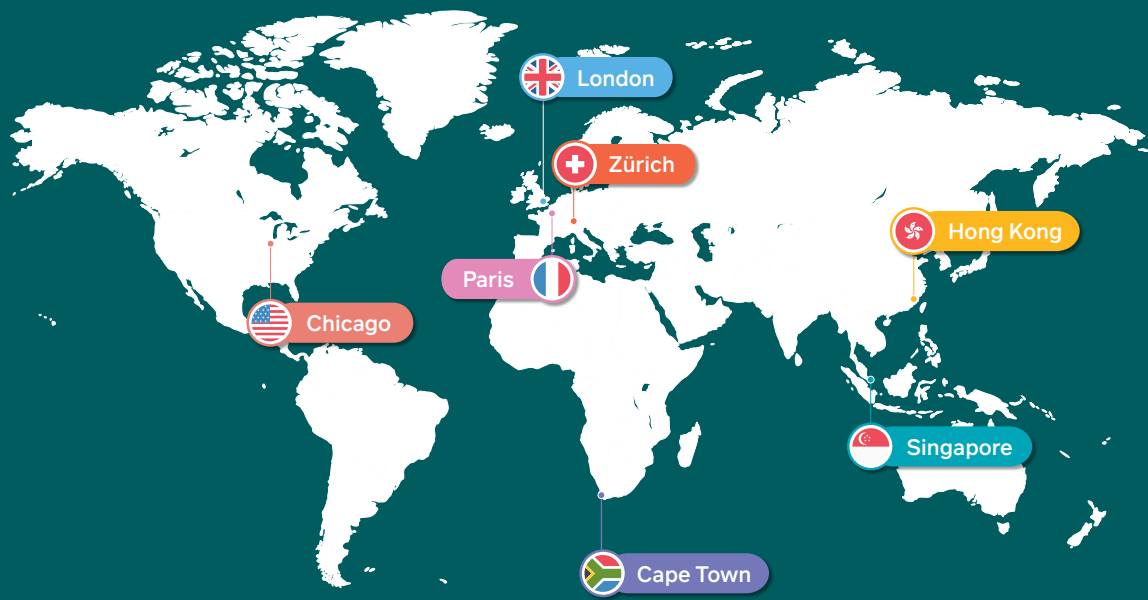 London
Zürich
Hong Kong
Paris
Chicago
Singapore
Cape Town